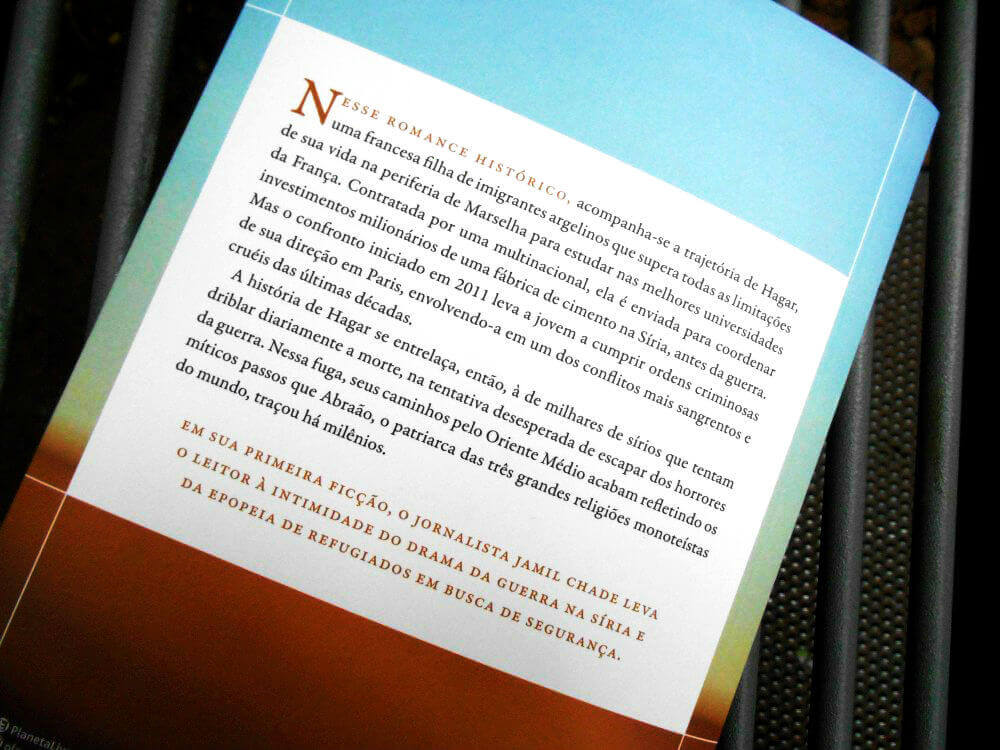 NESSE ROMANCE HISTÓRICO, acompanha-se a trajetória de Hagar,
uma francesa filha de imigrantes argelinos que supera todas as limitações
de sua vida na periferia de Marselha para estudar nas melhores universidades
da França. Contratada por uma multinacional, ela é enviada para coordenar
investimentos milionários de uma fábrica de cimento na Síria, antes da guerra.
Mas o confronto iniciado em 2011 leva a jovem a cumprir ordens criminosas
de sua direção em Paris, envolvendo-a em um dos conflitos mais sangrentos e
cruéis das últimas décadas.
A história de Hagar se entrelaça, então, à de milhares de sírios que tentam
driblar diariamente a morte, na tentativa desesperada de escapar dos horrores
da guerra. Nessa fuga, seus caminhos pelo Oriente Médio acabam refletindo os
míticos passos que Abraão, o patriarca das três grandes religiões monoteístas
do mundo, traçou há milênios.
EM SUA PRIMEIRA FICÇÃO, O JORNALISTA JAMIL CHADE LEVA
O LEITOR À INTIMIDADE DO DRAMA DA GUERRA NA SÍRIA E
DA EPOPEIA DE REFUGIADOS EM BUSCA DE SEGURANÇA.